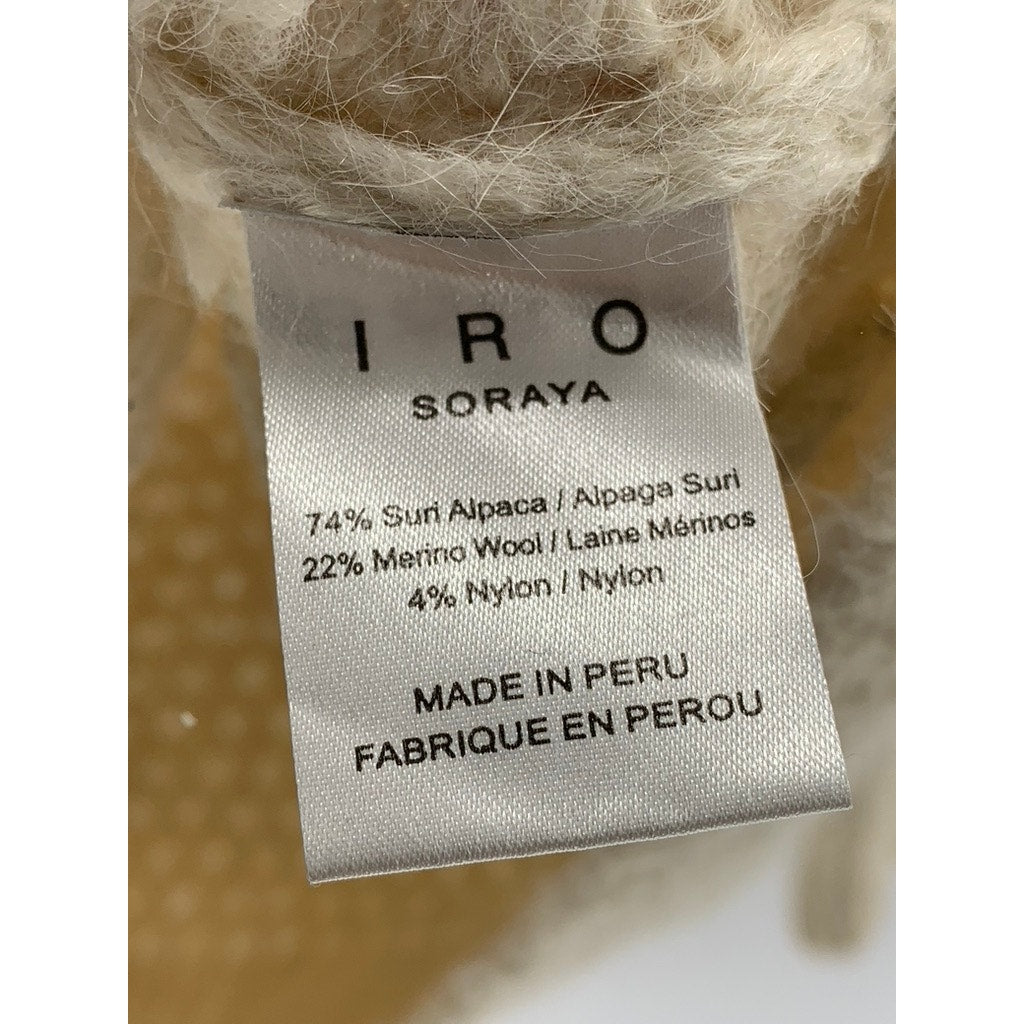 IRO
SORAYA
74% Suri Alpaca / Alpaga Suri
22% Merino Wool / Laine Mérinos
4% Nylon / Nylon
MADE IN PERU
FABRIQUE EN PEROU